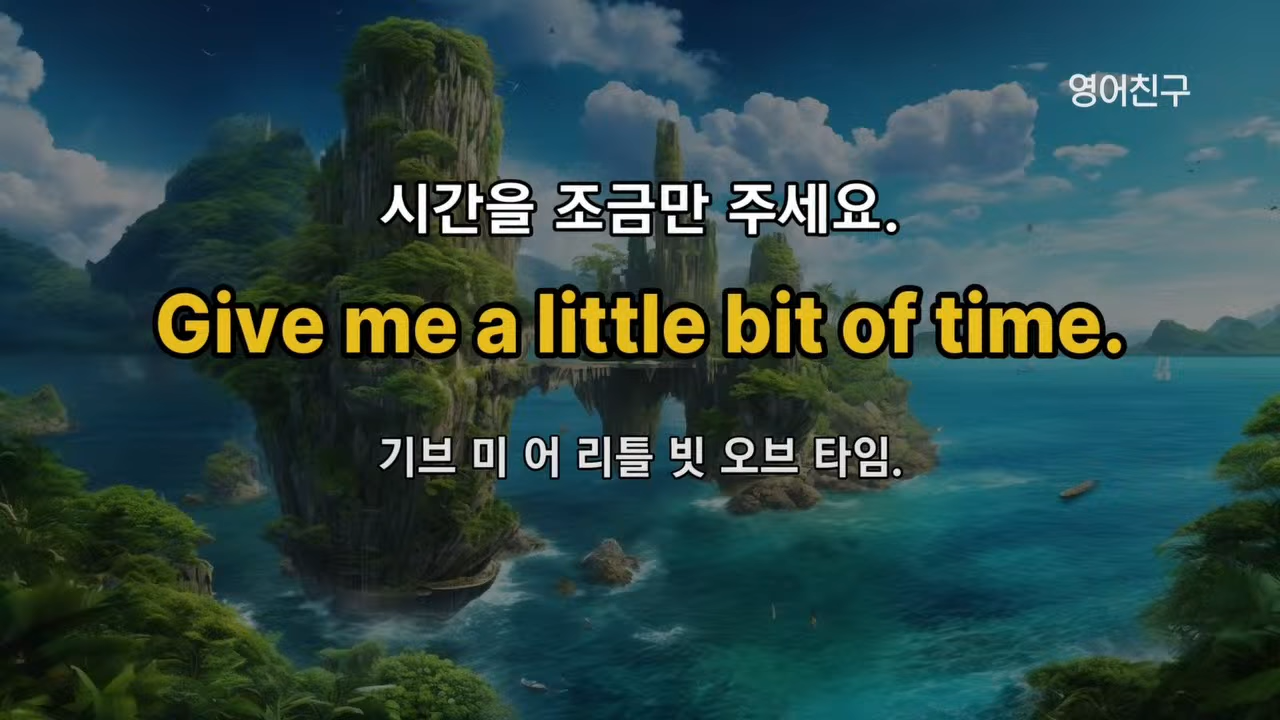 영어친구
시간을 조금만 주세요.
Give me a little bit of time.
기브 미 어 리틀 빗 오브 타임.